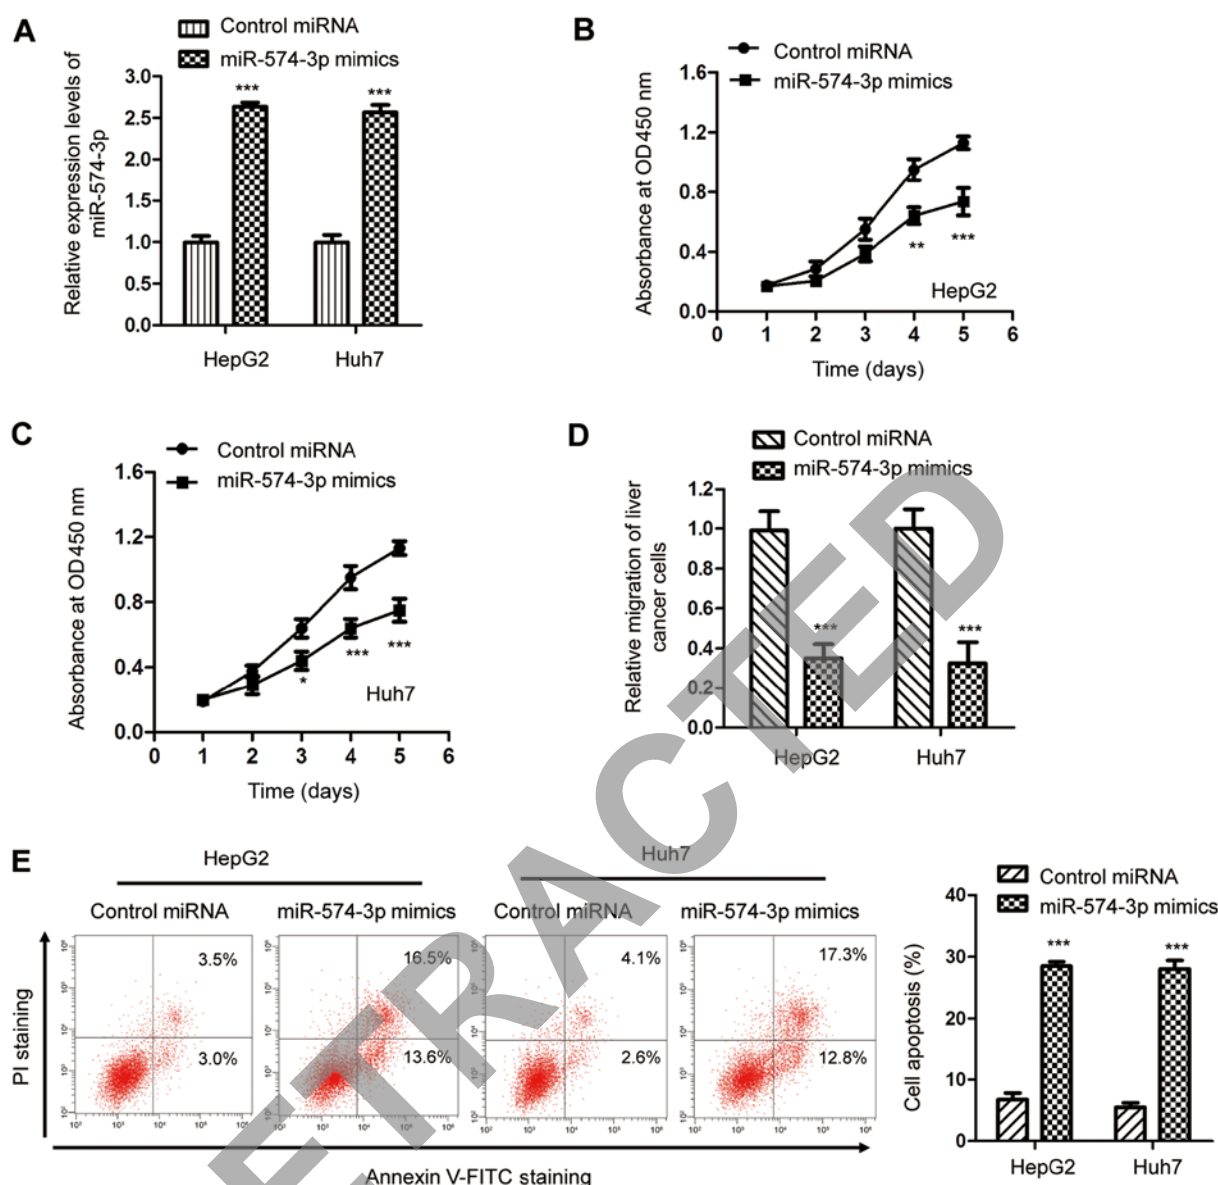 A
Control miRNA
miR-574-3p mimics
Relative expression levels of
miR-574-3p
3.0
2.5
2.0
1.5
1.0
0.5
0.0
***
***
HepG2
Huh7
B
Control miRNA
miR-574-3p mimics
Absorbance at OD450 nm
1.6
1.2
0.8
0.4
0.0
**
***
HepG2
0 1 2 3 4 5 6
Time (days)
C
Control miRNA
miR-574-3p mimics
Absorbance at OD450 nm
1.6
1.2
0.8
0.4
0.0
*
***
***
Huh7
0 1 2 3 4 5 6
Time (days)
D
Control miRNA
miR-574-3p mimics
Relative migration of liver
cancer cells
1.2
1.0
0.8
0.6
0.4
0.2
0.0
***
***
HepG2
Huh7
E
HepG2
Huh7
Control miRNA
miR-574-3p mimics
Control miRNA
miR-574-3p mimics
PI staining
3.5%
3.0%
16.5%
13.6%
4.1%
2.6%
17.3%
12.8%
Annexin V-FITC staining
Control miRNA
miR-574-3p mimics
Cell apoptosis (%)
40
30
20
10
0
***
***
HepG2
Huh7
ETRACTED